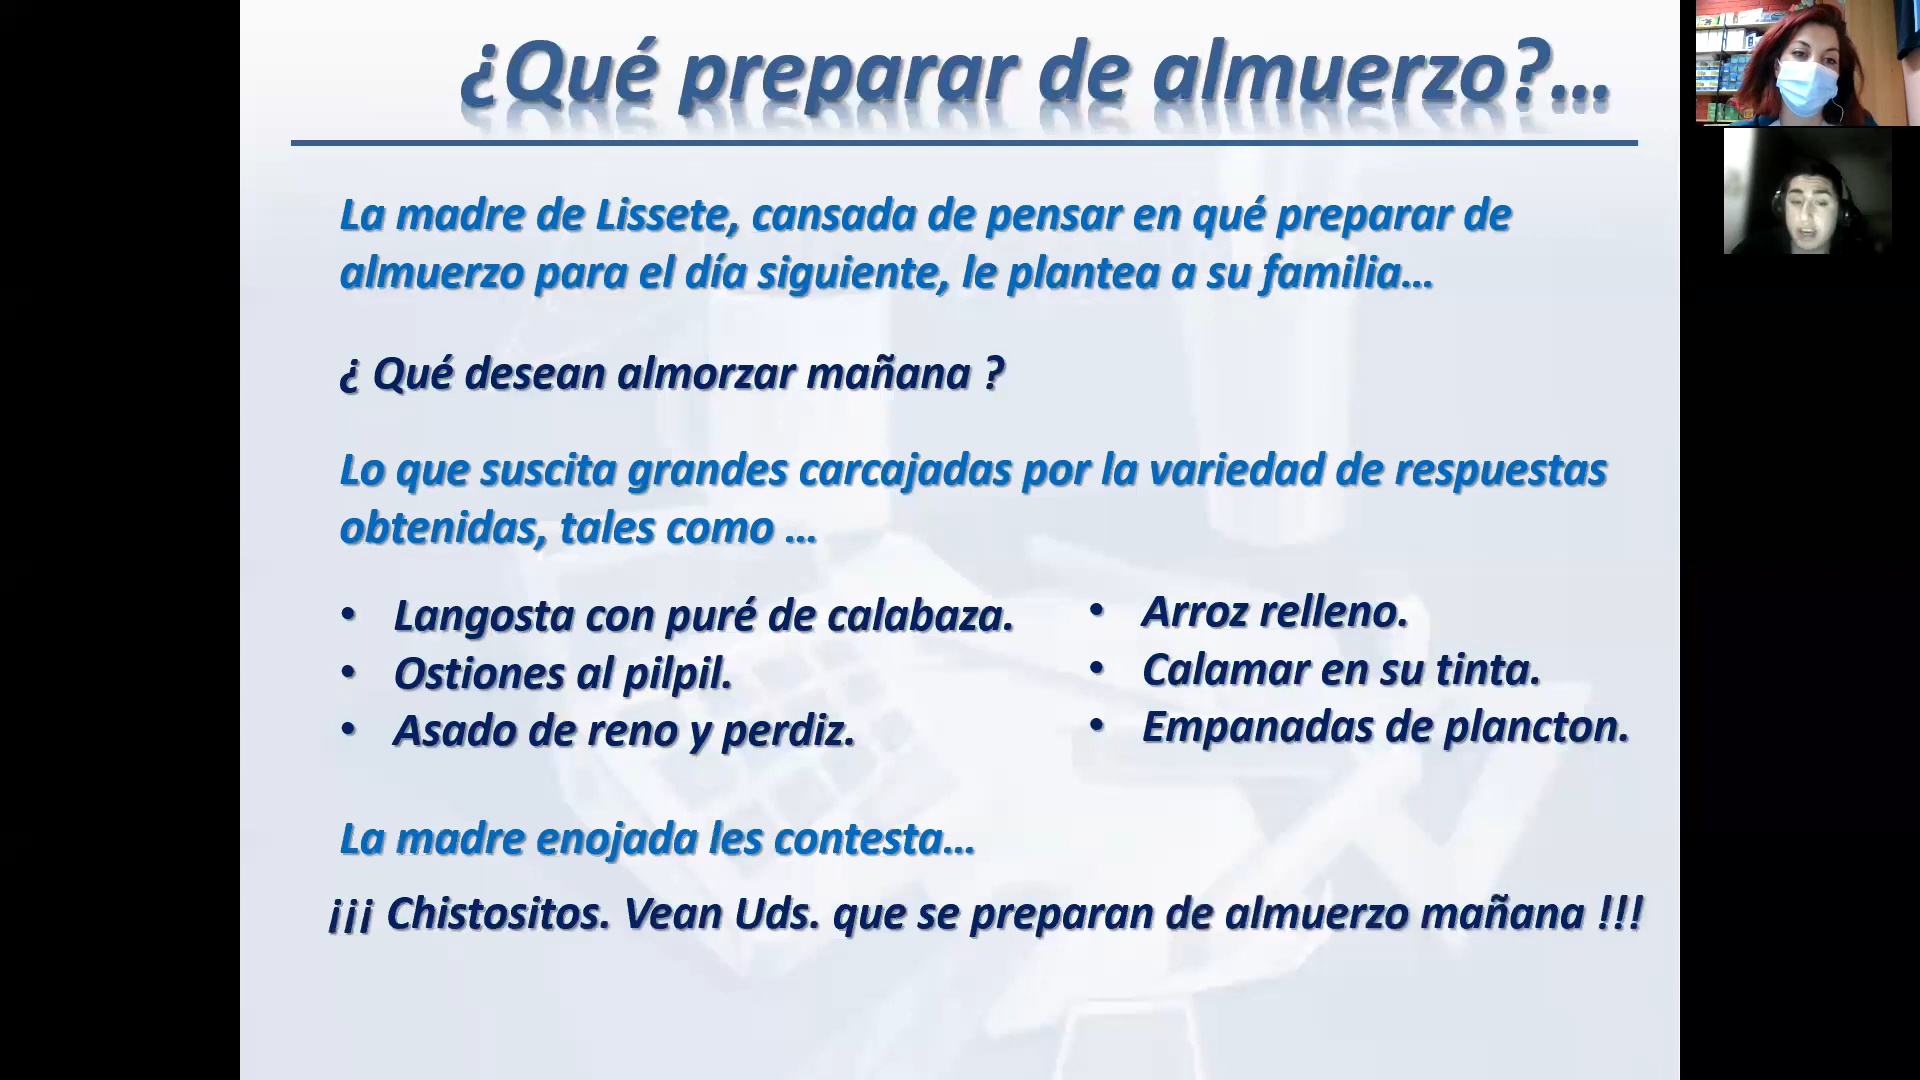 ¿Qué preparar de almuerzo?...
La madre de Lissete, cansada de pensar en qué preparar de
almuerzo para el día siguiente, le plantea a su familia...
¿ Qué desean almorzar mañana ?
Lo que suscita grandes carcajadas por la variedad de respuestas
obtenidas, tales como ...
• Langosta con puré de calabaza.
• Ostiones al pilpil.
• Asado de reno y perdiz.
• Arroz relleno.
• Calamar en su tinta.
• Empanadas de plancton.
La madre enojada les contesta...
¡¡¡ Chistositos. Vean Uds. que se preparan de almuerzo mañana !!!